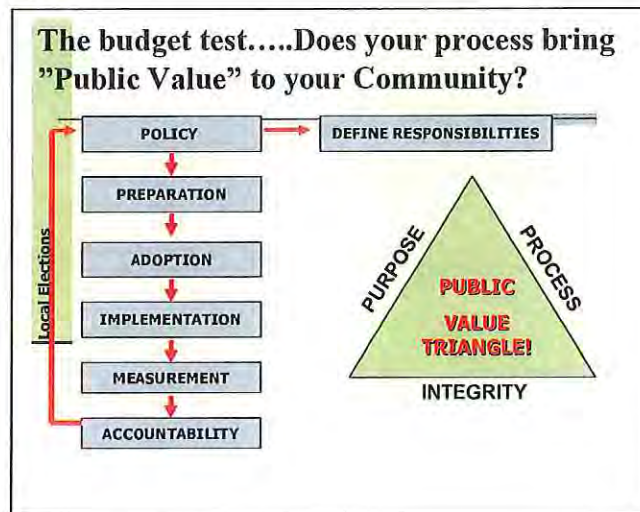 The budget test.....Does your process bring
”Public Value” to your Community?
POLICY
DEFINE RESPONSIBILITIES
PREPARATION
ADOPTION
IMPLEMENTATION
MEASUREMENT
ACCOUNTABILITY
Local Elections
PURPOSE
PROCESS
PUBLIC
VALUE
TRIANGLE!
INTEGRITY